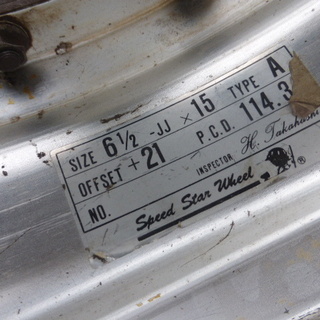 SIZE 6½ -JJ × 15 TYPE A
OFFSET + 21 P.C.D. 114.3
NO. INSPECTOR H. Takahashi
Speed Star Wheel ®